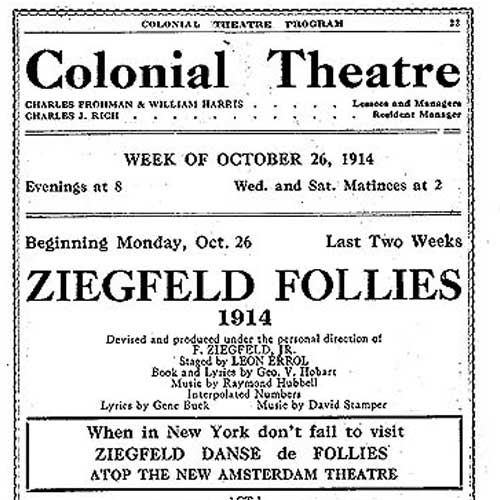 COLONIAL THEATRE PROGRAM 23
Colonial Theatre
CHARLES FROHMAN & WILLIAM HARRIS . . . . . Lessees and Managers
CHARLES J. RICH . . . . . . . . . . . Resident Manager
WEEK OF OCTOBER 26, 1914
Evenings at 8 Wed. and Sat. Matinees at 2
Beginning Monday, Oct. 26 Last Two Weeks
ZIEGFELD FOLLIES
1914
Devised and produced under the personal direction of
F. ZIEGFELD, JR.
Staged by LEON ERROL
Book and Lyrics by Geo. V. Hobart
Music by Raymond Hubbell
Interpolated Numbers
Lyrics by Gene Buck Music by David Stamper
When in New York don't fail to visit
ZIEGFELD DANSE de FOLLIES
ATOP THE NEW AMSTERDAM THEATRE